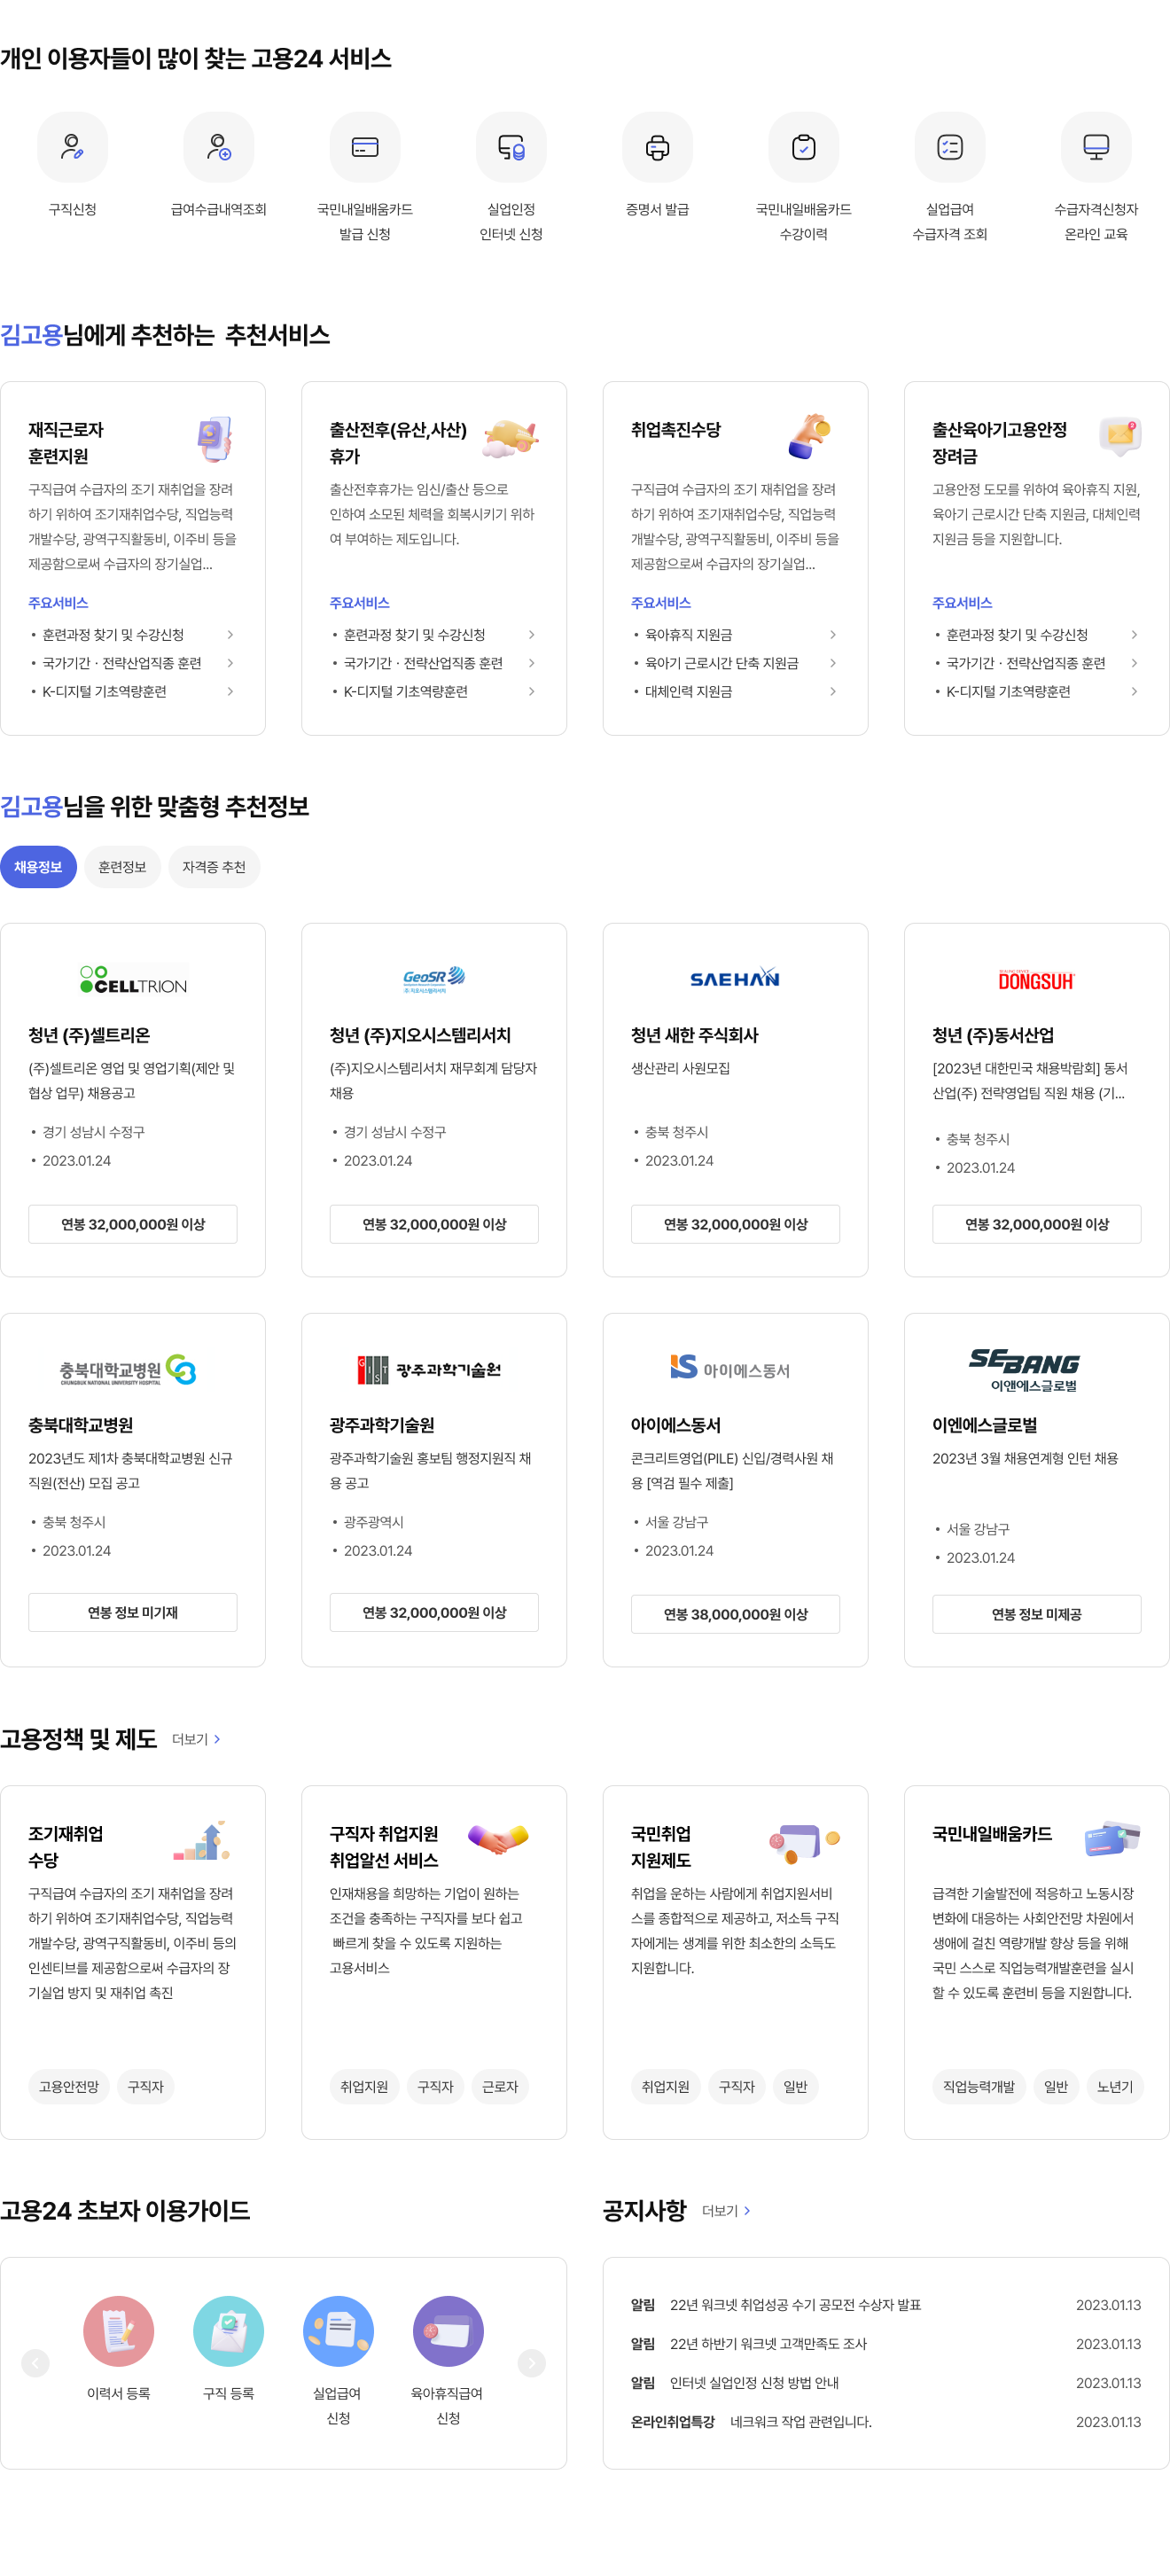 개인 이용자들이 많이 찾는 고용24 서비스
구직신청
급여수급내역조회
국민내일배움카드
발급 신청
실업인정
인터넷 신청
증명서 발급
국민내일배움카드
수강이력
실업급여
수급자격 조회
수급자격신청자
온라인 교육
김고용님에게 추천하는 추천서비스
재직근로자
훈련지원
구직급여 수급자의 조기 재취업을 장려
하기 위하여 조기재취업수당, 직업능력
개발수당, 광역구직활동비, 이주비 등을
제공함으로써 수급자의 장기실업...
주요서비스
• 훈련과정 찾기 및 수강신청
• 국가기간 · 전략산업직종 훈련
• K-디지털 기초역량훈련
출산전후(유산,사산)
휴가
출산전후휴가는 임신/출산 등으로
인하여 소모된 체력을 회복시키기 위하
여 부여하는 제도입니다.
주요서비스
• 훈련과정 찾기 및 수강신청
• 국가기간 · 전략산업직종 훈련
• K-디지털 기초역량훈련
취업촉진수당
구직급여 수급자의 조기 재취업을 장려
하기 위하여 조기재취업수당, 직업능력
개발수당, 광역구직활동비, 이주비 등을
제공함으로써 수급자의 장기실업...
주요서비스
• 육아휴직 지원금
• 육아기 근로시간 단축 지원금
• 대체인력 지원금
출산육아기고용안정
장려금
고용안정 도모를 위하여 육아휴직 지원,
육아기 근로시간 단축 지원금, 대체인력
지원금 등을 지원합니다.
주요서비스
• 훈련과정 찾기 및 수강신청
• 국가기간 · 전략산업직종 훈련
• K-디지털 기초역량훈련
김고용님을 위한 맞춤형 추천정보
채용정보
훈련정보
자격증 추천
CELLTRION
청년 (주)셀트리온
(주)셀트리온 영업 및 영업기획(제안 및
협상 업무) 채용공고
• 경기 성남시 수정구
• 2023.01.24
연봉 32,000,000원 이상
GeoSR
(주)지오시스템리서치
청년 (주)지오시스템리서치
(주)지오시스템리서치 재무회계 담당자
채용
• 경기 성남시 수정구
• 2023.01.24
연봉 32,000,000원 이상
SAEHAN
청년 새한 주식회사
생산관리 사원모집
• 충북 청주시
• 2023.01.24
연봉 32,000,000원 이상
DONGSUH
청년 (주)동서산업
[2023년 대한민국 채용박람회] 동서
산업(주) 전략영업팀 직원 채용 (기...
• 충북 청주시
• 2023.01.24
연봉 32,000,000원 이상
충북대학교병원
CHUNGBUK NATIONAL UNIVERSITY HOSPITAL
충북대학교병원
2023년도 제1차 충북대학교병원 신규
직원(전산) 모집 공고
• 충북 청주시
• 2023.01.24
연봉 정보 미기재
GIST 광주과학기술원
광주과학기술원
광주과학기술원 홍보팀 행정지원직 채
용 공고
• 광주광역시
• 2023.01.24
연봉 32,000,000원 이상
IS 아이에스동서
아이에스동서
콘크리트영업(PILE) 신입/경력사원 채
용 [역검 필수 제출]
• 서울 강남구
• 2023.01.24
연봉 38,000,000원 이상
SEBANG
이앤에스글로벌
이엔에스글로벌
2023년 3월 채용연계형 인턴 채용
• 서울 강남구
• 2023.01.24
연봉 정보 미제공
고용정책 및 제도 더보기
조기재취업
수당
구직급여 수급자의 조기 재취업을 장려
하기 위하여 조기재취업수당, 직업능력
개발수당, 광역구직활동비, 이주비 등의
인센티브를 제공함으로써 수급자의 장
기실업 방지 및 재취업 촉진
고용안전망
구직자
구직자 취업지원
취업알선 서비스
인재채용을 희망하는 기업이 원하는
조건을 충족하는 구직자를 보다 쉽고
빠르게 찾을 수 있도록 지원하는
고용서비스
취업지원
구직자
근로자
국민취업
지원제도
취업을 운하는 사람에게 취업지원서비
스를 종합적으로 제공하고, 저소득 구직
자에게는 생계를 위한 최소한의 소득도
지원합니다.
취업지원
구직자
일반
국민내일배움카드
급격한 기술발전에 적응하고 노동시장
변화에 대응하는 사회안전망 차원에서
생애에 걸친 역량개발 향상 등을 위해
국민 스스로 직업능력개발훈련을 실시
할 수 있도록 훈련비 등을 지원합니다.
직업능력개발
일반
노년기
고용24 초보자 이용가이드
이력서 등록
구직 등록
실업급여
신청
육아휴직급여
신청
공지사항 더보기
알림 22년 워크넷 취업성공 수기 공모전 수상자 발표 2023.01.13
알림 22년 하반기 워크넷 고객만족도 조사 2023.01.13
알림 인터넷 실업인정 신청 방법 안내 2023.01.13
온라인취업특강 네크워크 작업 관련입니다. 2023.01.13